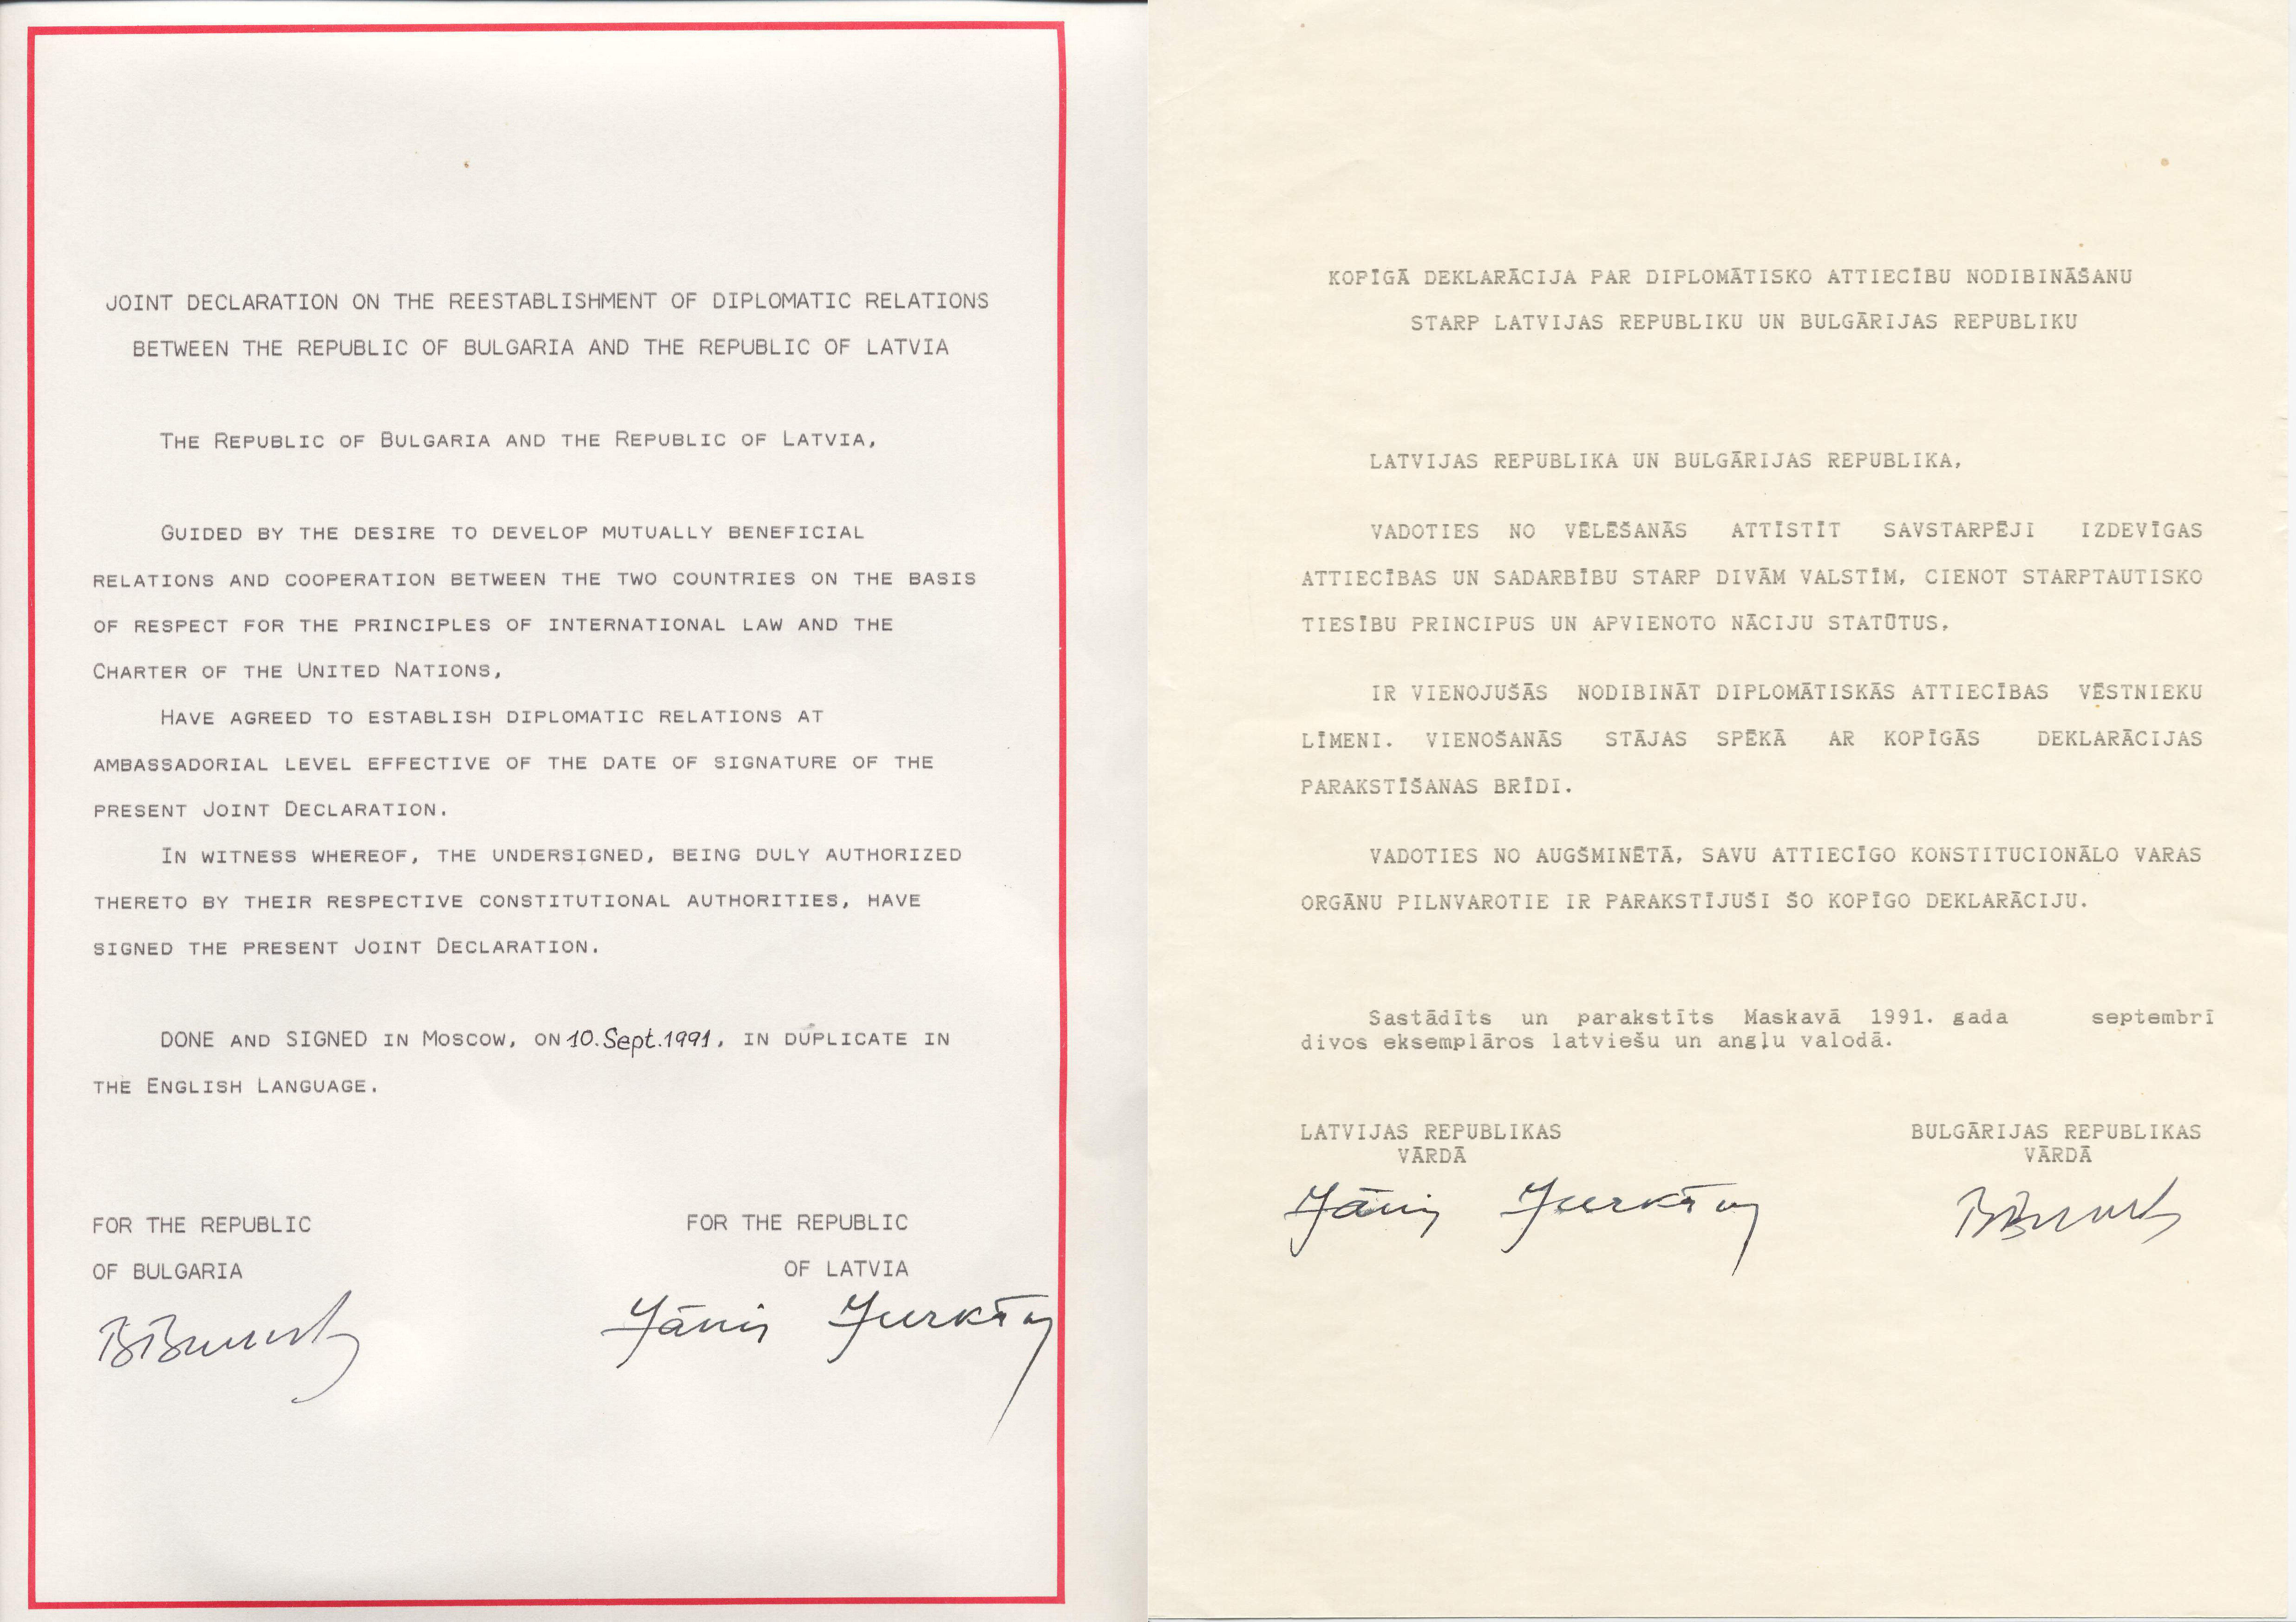 JOINT DECLARATION ON THE REESTABLISHMENT OF DIPLOMATIC RELATIONS
BETWEEN THE REPUBLIC OF BULGARIA AND THE REPUBLIC OF LATVIA
THE REPUBLIC OF BULGARIA AND THE REPUBLIC OF LATVIA,
GUIDED BY THE DESIRE TO DEVELOP MUTUALLY BENEFICIAL
RELATIONS AND COOPERATION BETWEEN THE TWO COUNTRIES ON THE BASIS
OF RESPECT FOR THE PRINCIPLES OF INTERNATIONAL LAW AND THE
CHARTER OF THE UNITED NATIONS,
HAVE AGREED TO ESTABLISH DIPLOMATIC RELATIONS AT
AMBASSADORIAL LEVEL EFFECTIVE OF THE DATE OF SIGNATURE OF THE
PRESENT JOINT DECLARATION.
IN WITNESS WHEREOF, THE UNDERSIGNED, BEING DULY AUTHORIZED
THERETO BY THEIR RESPECTIVE CONSTITUTIONAL AUTHORITIES, HAVE
SIGNED THE PRESENT JOINT DECLARATION.
DONE AND SIGNED IN MOSCOW, ON 10. Sept. 1991, IN DUPLICATE IN
THE ENGLISH LANGUAGE.
FOR THE REPUBLIC
OF BULGARIA
FOR THE REPUBLIC
OF LATVIA
Jānis Jurkāns
KOPĪGĀ DEKLARĀCIJA PAR DIPLOMĀTISKO ATTIECĪBU NODIBINĀŠANU
STARP LATVIJAS REPUBLIKU UN BULGĀRIJAS REPUBLIKU
LATVIJAS REPUBLIKA UN BULGĀRIJAS REPUBLIKA,
VADOTIES NO VĒLĒŠANĀS ATTĪSTĪT SAVSTARPĒJI IZDEVĪGAS
ATTIECĪBAS UN SADARBĪBU STARP DIVĀM VALSTĪM, CIENOT STARPTAUTISKO
TIESĪBU PRINCIPUS UN APVIENOTO NĀCIJU STATŪTUS,
IR VIENOJUŠĀS NODIBINĀT DIPLOMĀTISKĀS ATTIECĪBAS VĒSTNIEKU
LĪMENI. VIENOŠANĀS STĀJAS SPĒKĀ AR KOPĪGĀS DEKLARĀCIJAS
PARAKSTĪŠANAS BRĪDI.
VADOTIES NO AUGŠMINĒTĀ, SAVU ATTIECĪGO KONSTITUCIONĀLO VARAS
ORGĀNU PILNVAROTIE IR PARAKSTĪJUŠI ŠO KOPĪGO DEKLARĀCIJU.
Sastādīts un parakstīts Maskavā 1991. gada septembrī
divos eksemplāros latviešu un angļu valodā.
LATVIJAS REPUBLIKAS
VĀRDĀ
BULGĀRIJAS REPUBLIKAS
VĀRDĀ
Jānis Jurkāns